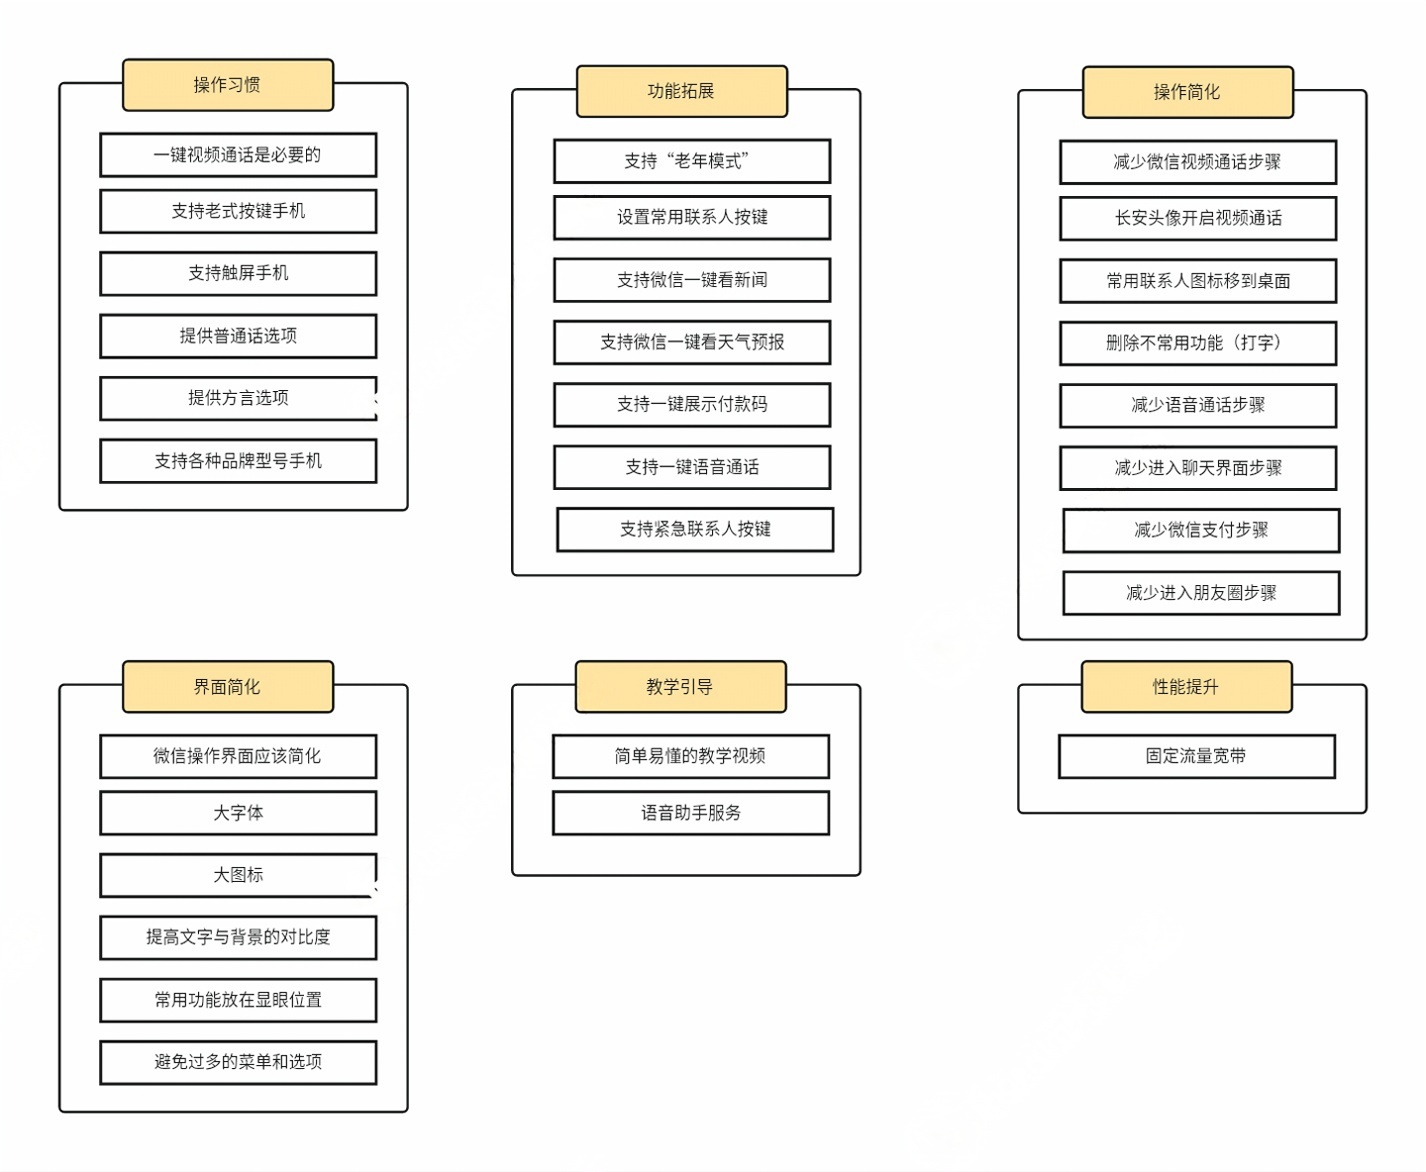 操作习惯
一键视频通话是必要的
支持老式按键手机
支持触屏手机
提供普通话选项
提供方言选项
支持各种品牌型号手机
功能拓展
支持“老年模式”
设置常用联系人按键
支持微信一键看新闻
支持微信一键看天气预报
支持一键展示付款码
支持一键语音通话
支持紧急联系人按键
操作简化
减少微信视频通话步骤
长安头像开启视频通话
常用联系人图标移到桌面
删除不常用功能（打字）
减少语音通话步骤
减少进入聊天界面步骤
减少微信支付步骤
减少进入朋友圈步骤
界面简化
微信操作界面应该简化
大字体
大图标
提高文字与背景的对比度
常用功能放在显眼位置
避免过多的菜单和选项
教学引导
简单易懂的教学视频
语音助手服务
性能提升
固定流量宽带